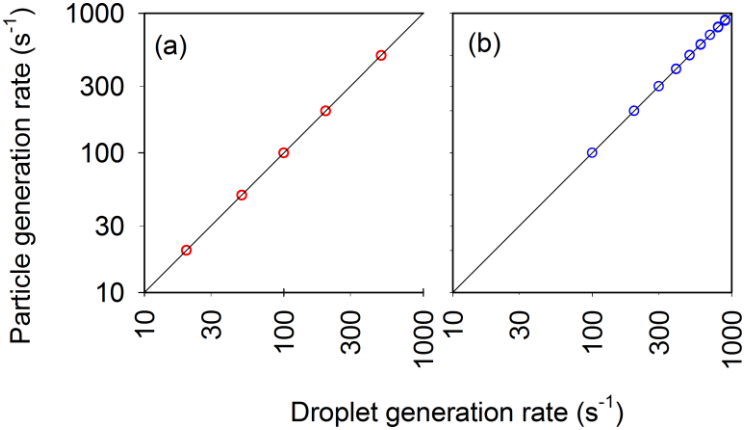 Particle generation rate (s⁻¹)
1000
300
100
30
10
(a)
(b)
10 30 100 300 1000
10 30 100 300 1000
Droplet generation rate (s⁻¹)